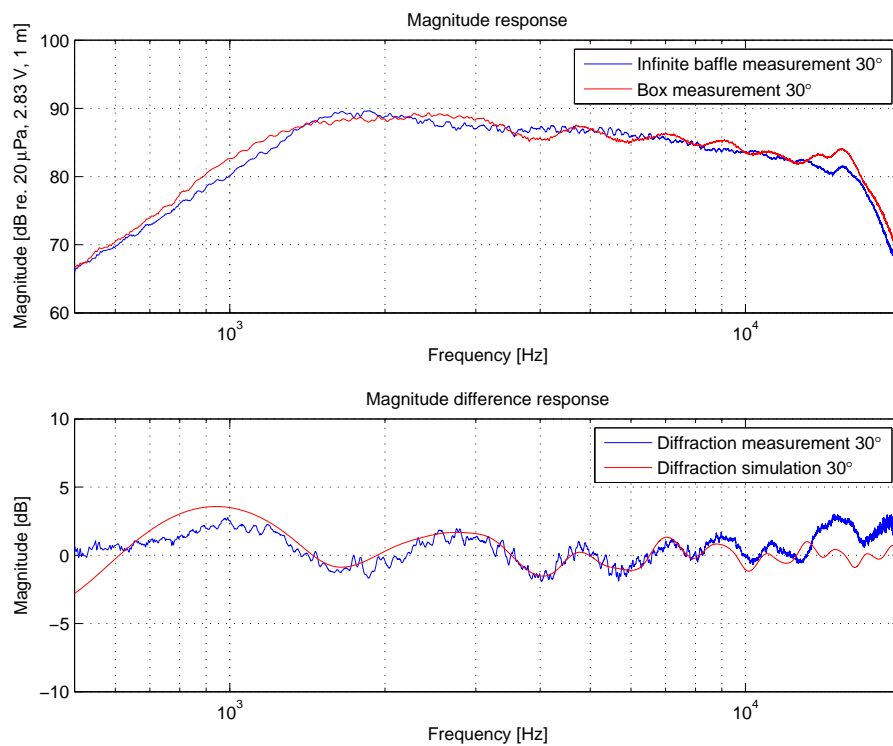 Magnitude response
Magnitude [dB re. 20 μPa, 2.83 V, 1 m]
100
90
80
70
60
Infinite baffle measurement 30°
Box measurement 30°
10³
10⁴
Frequency [Hz]
Magnitude difference response
Magnitude [dB]
10
5
0
−5
−10
Diffraction measurement 30°
Diffraction simulation 30°
10³
10⁴
Frequency [Hz]